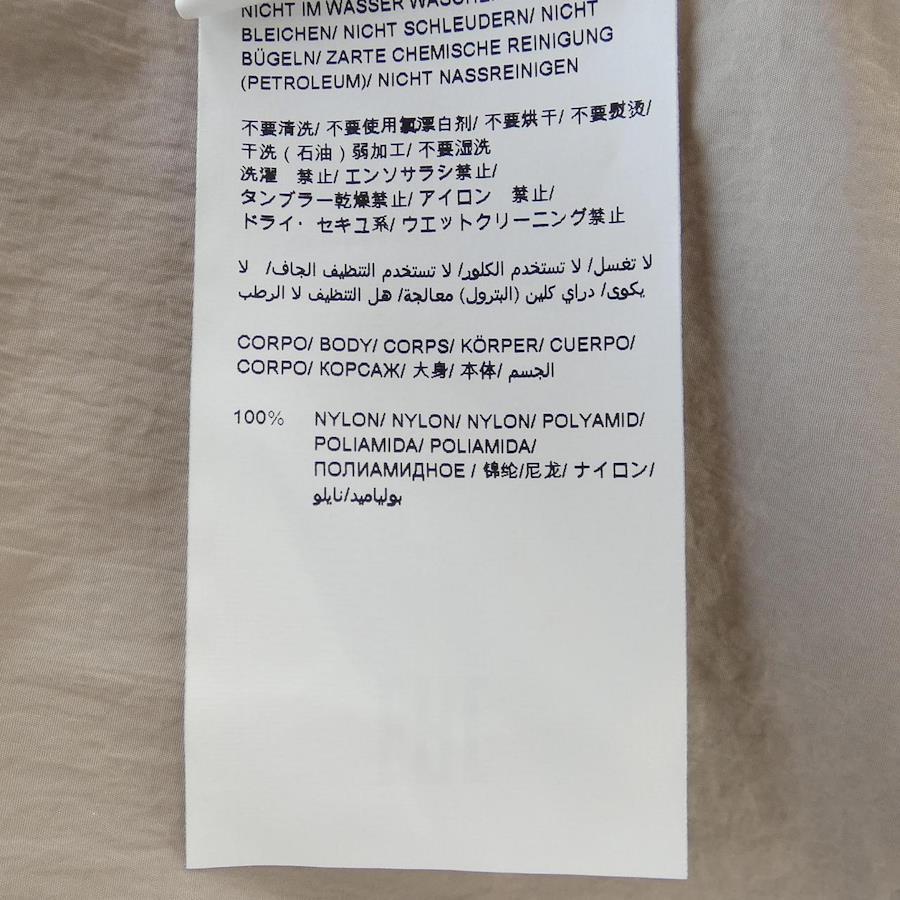 NICHT IM WASSER WASCHEN
BLEICHEN/ NICHT SCHLEUDERN/ NICHT
BÜGELN/ ZARTE CHEMISCHE REINIGUNG
(PETROLEUM)/ NICHT NASSREINIGEN
不要清洗/ 不要使用氯漂白剂/ 不要烘干/ 不要熨烫/
干洗（石油）弱加工/ 不要湿洗
洗濯　禁止/ エンソサラシ禁止/
タンブラー乾燥禁止/ アイロン　禁止/
ドライ・ セキユ系/ ウエットクリーニング禁止
لا تغسل/ لا تستخدم الكلور/ لا تستخدم التنظيف الجاف/ لا
يكوى/ دراي كلين (البترول) معالجة/ هل التنظيف لا الرطب
CORPO/ BODY/ CORPS/ KÖRPER/ CUERPO/
CORPO/ КОРСАЖ/ 大身/ 本体/ الجسم
100% NYLON/ NYLON/ NYLON/ POLYAMID/
POLIAMIDA/ POLIAMIDA/
ПОЛИАМИДНОЕ / 锦纶/尼龙/ ナイロン/
بولياميد/نايلو